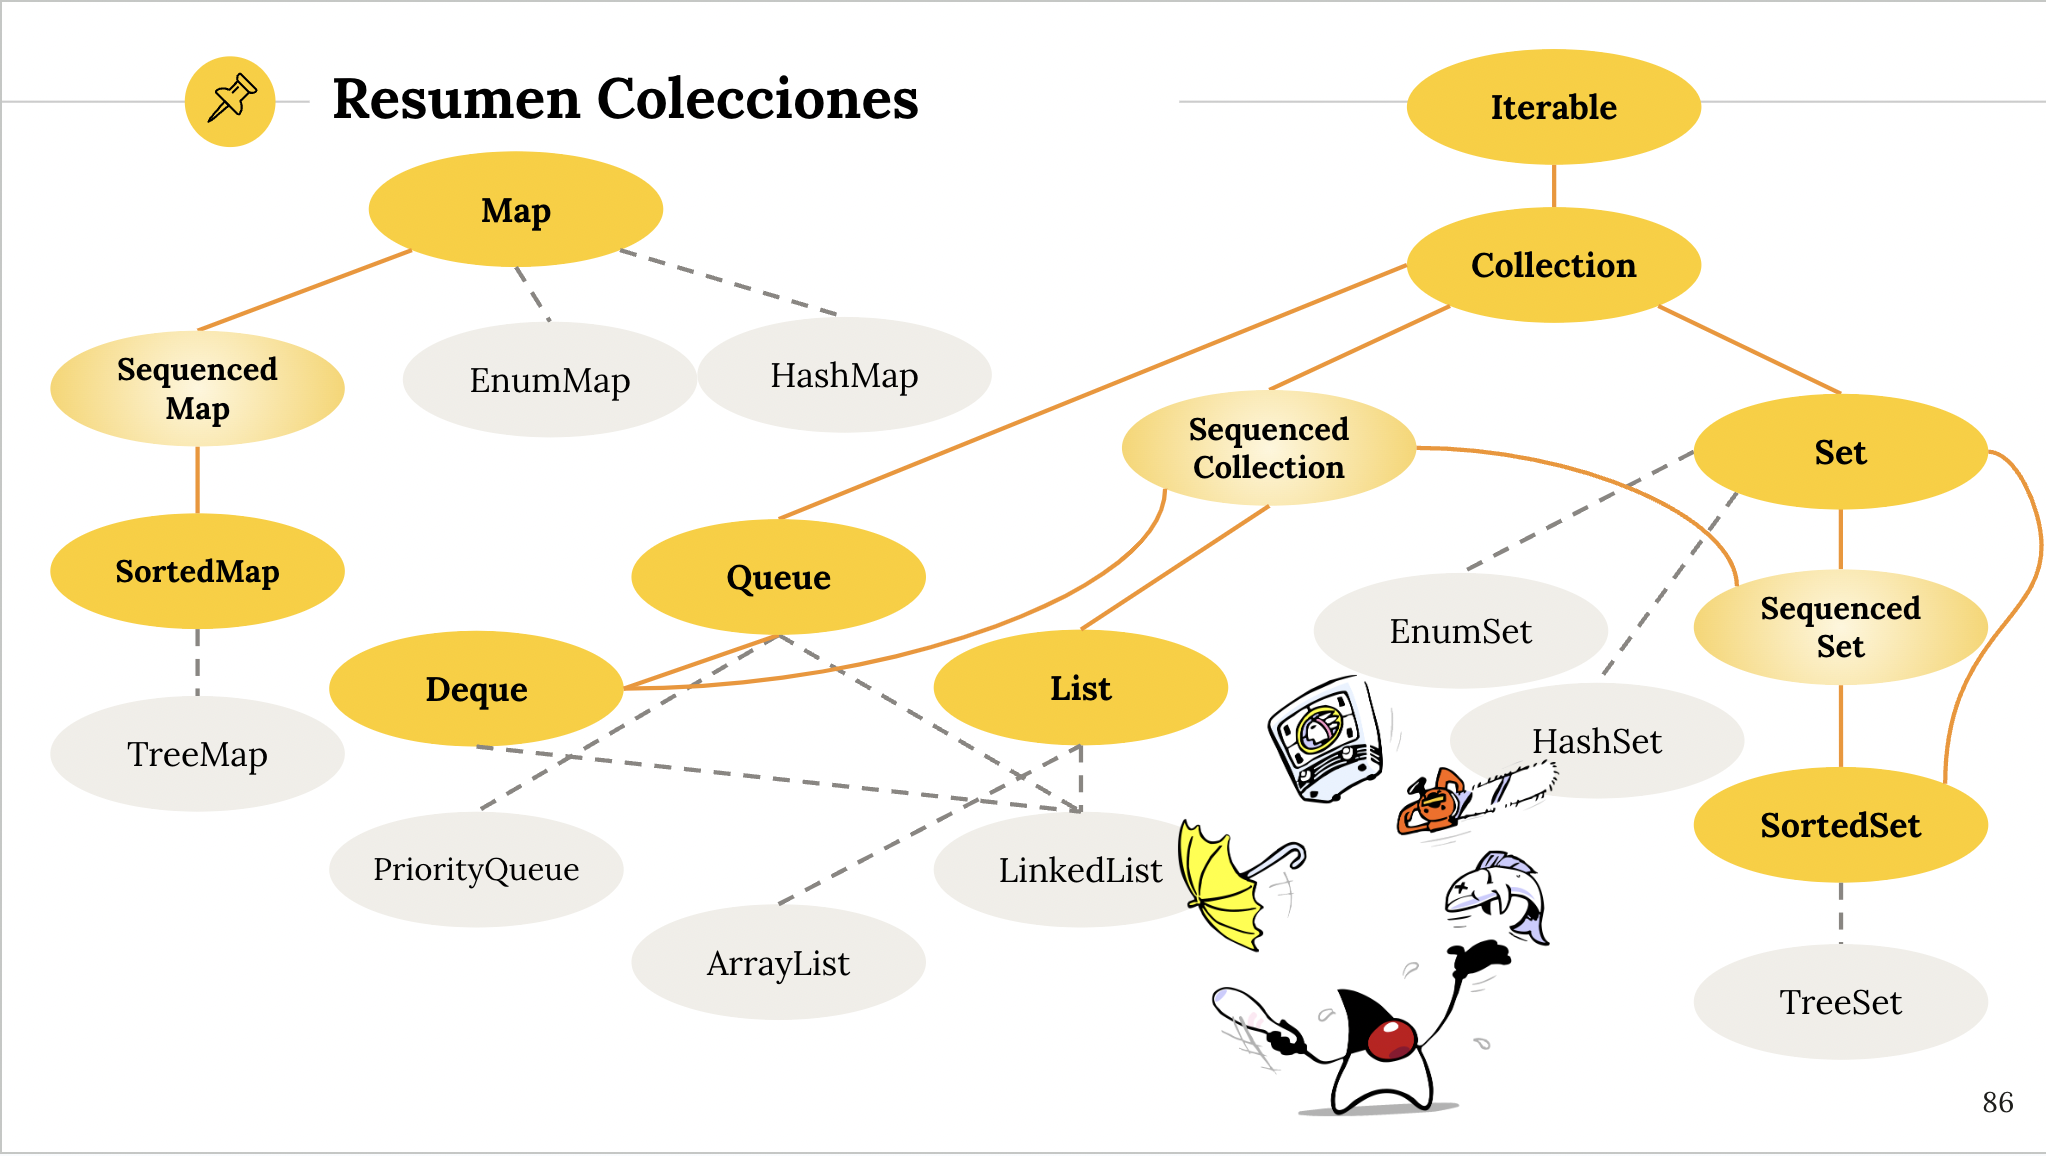 Resumen Colecciones
Iterable
Map
Collection
Sequenced
Map
EnumMap
HashMap
Sequenced
Collection
Set
SortedMap
Queue
EnumSet
Sequenced
Set
Deque
List
TreeMap
HashSet
SortedSet
PriorityQueue
LinkedList
ArrayList
TreeSet
86